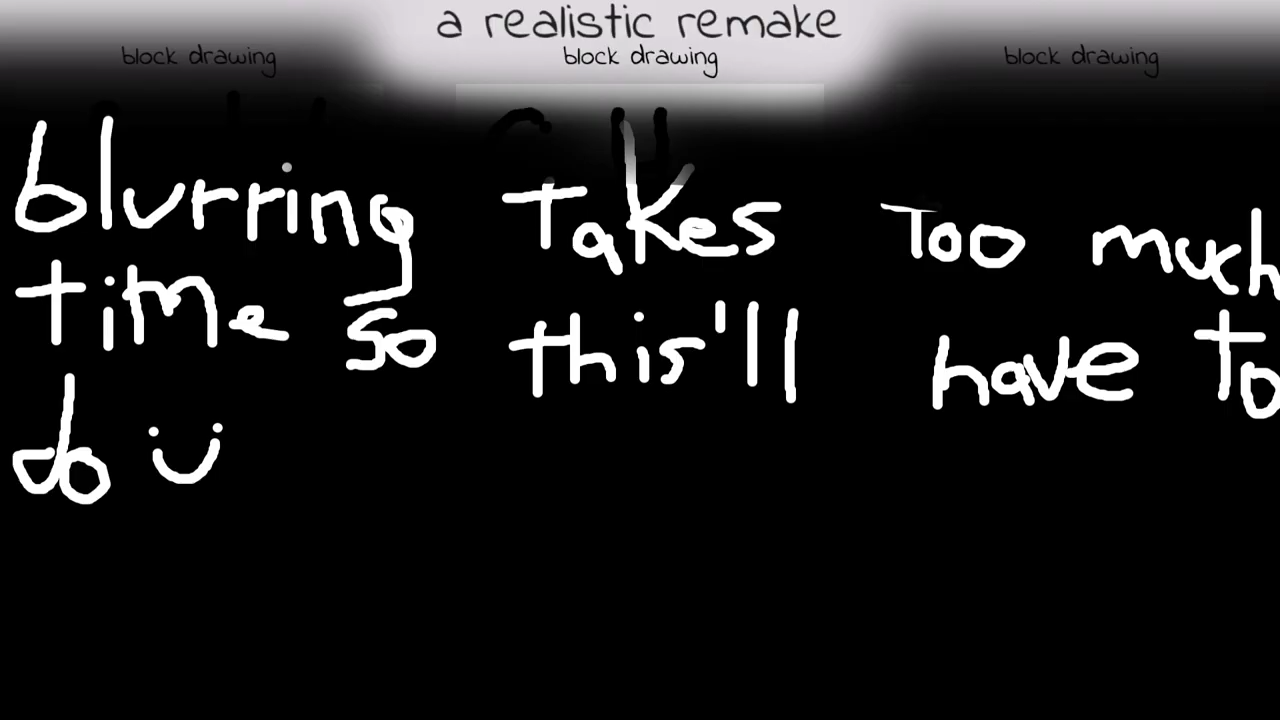 a realistic remake
block drawing block drawing block drawing
blurring Takes Too much
time so this'll have To
do :)